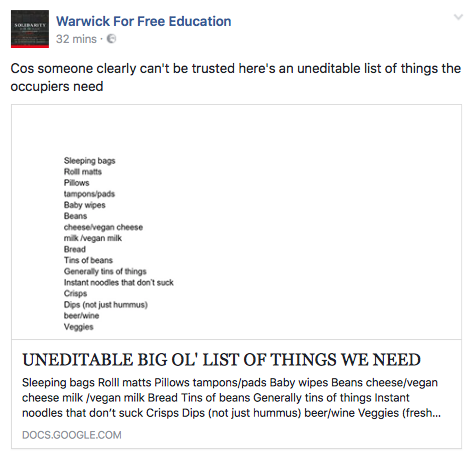 SOLIDARITY
Warwick For Free Education
32 mins ·
Cos someone clearly can't be trusted here's an uneditable list of things the
occupiers need
Sleeping bags
Rolll matts
Pillows
tampons/pads
Baby wipes
Beans
cheese/vegan cheese
milk /vegan milk
Bread
Tins of beans
Generally tins of things
Instant noodles that don't suck
Crisps
Dips (not just hummus)
beer/wine
Veggies
UNEDITABLE BIG OL' LIST OF THINGS WE NEED
Sleeping bags Rolll matts Pillows tampons/pads Baby wipes Beans cheese/vegan
cheese milk /vegan milk Bread Tins of beans Generally tins of things Instant
noodles that don't suck Crisps Dips (not just hummus) beer/wine Veggies (fresh...
DOCS.GOOGLE.COM